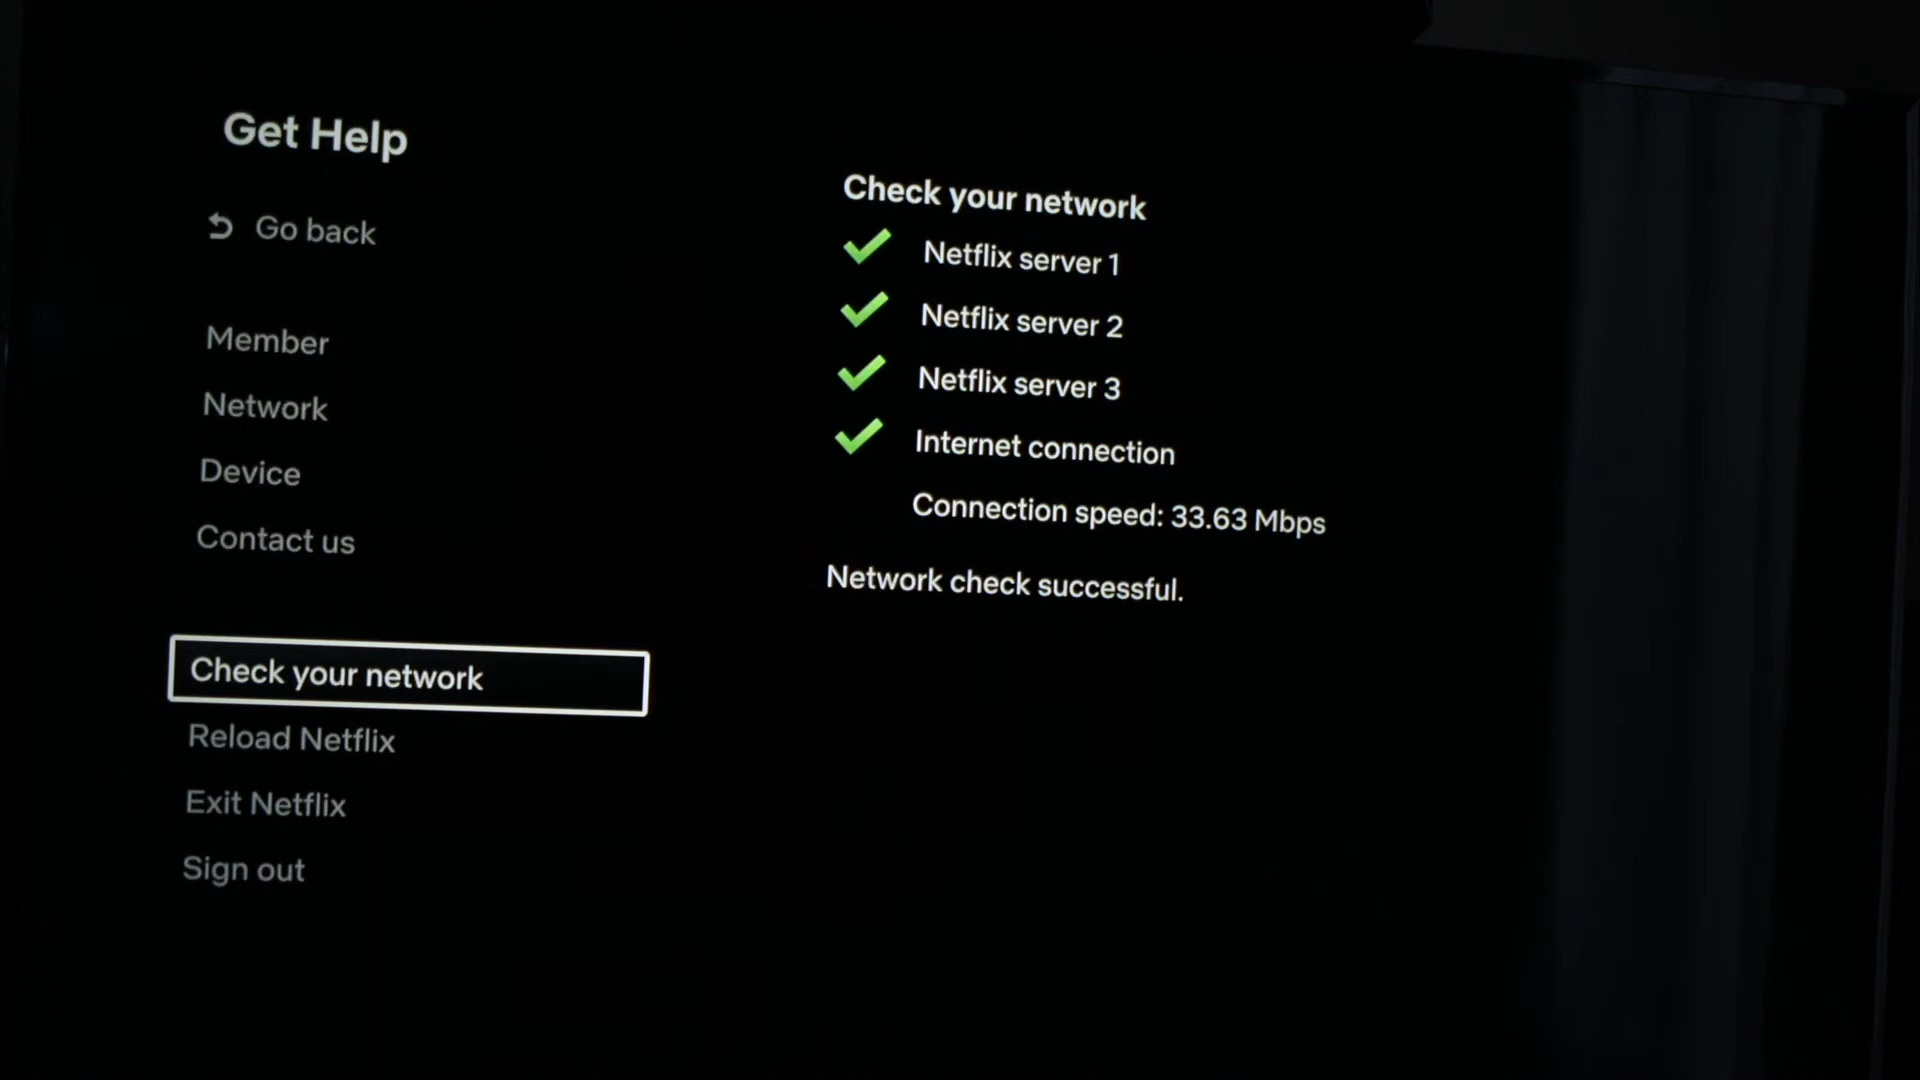 Get Help
Go back
Member
Network
Device
Contact us
Check your network
Reload Netflix
Exit Netflix
Sign out
Check your network
Netflix server 1
Netflix server 2
Netflix server 3
Internet connection
Connection speed: 33.63 Mbps
Network check successful.